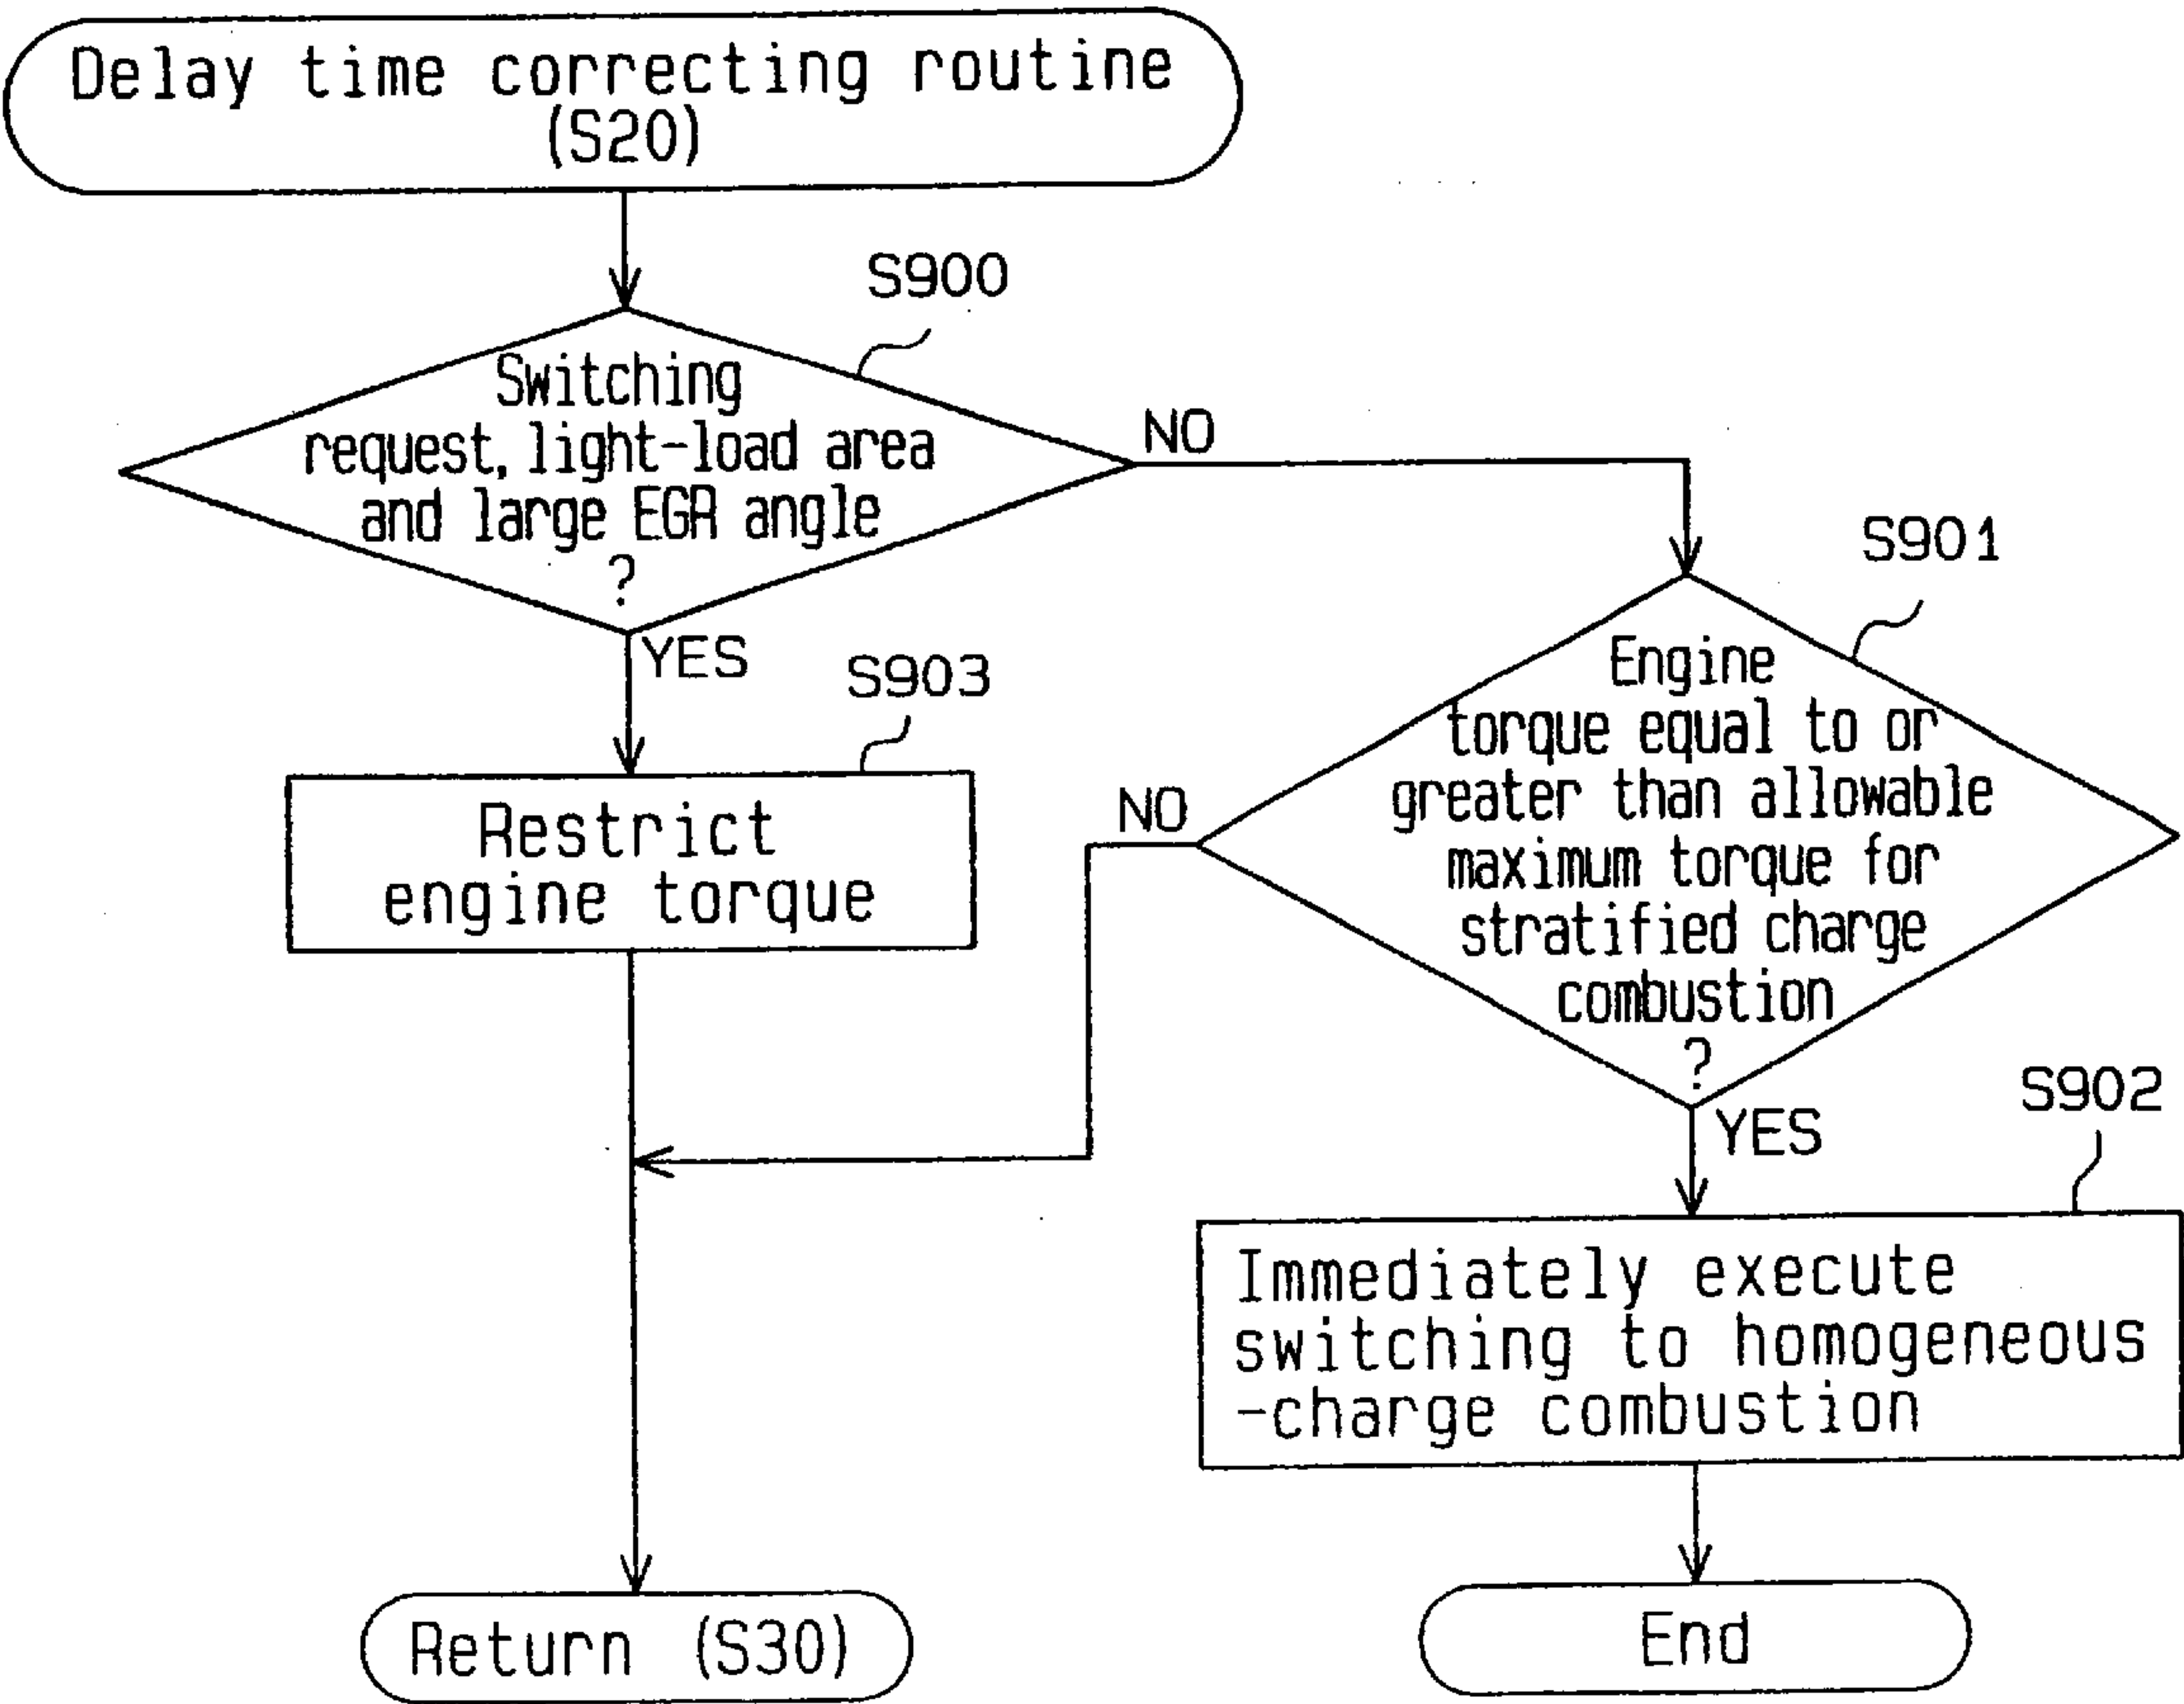 Delay time correcting routine
(S20)
S900
Switching
request, light-load area
and large EGR angle
?
NO
YES
S903
Restrict
engine torque
S901
Engine
torque equal to or
greater than allowable
maximum torque for
stratified charge
combustion
?
NO
YES
S902
Immediately execute
switching to homogeneous
-charge combustion
Return (S30)
End